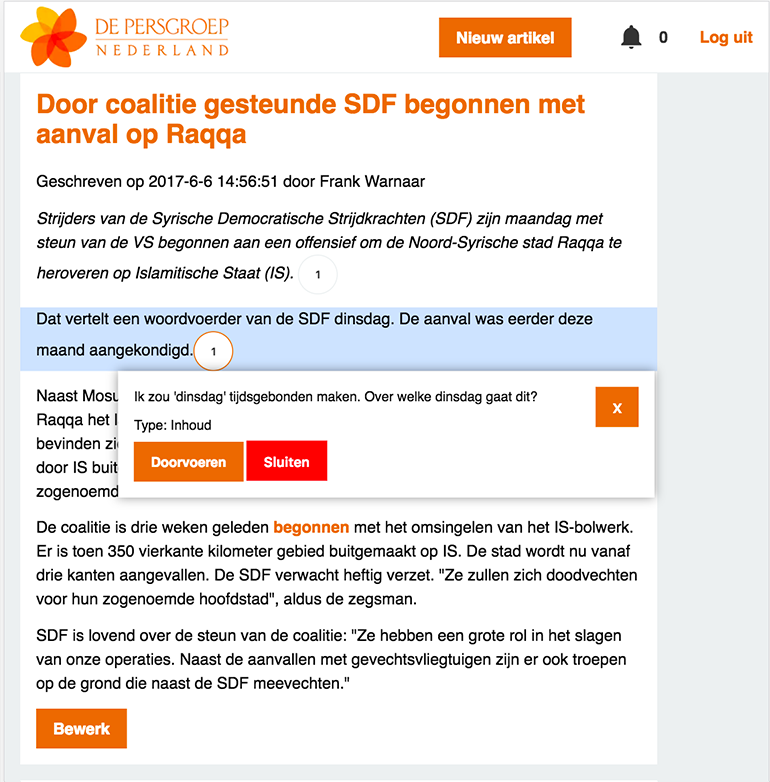 DE PERSGROEP
NEDERLAND
Nieuw artikel
0
Log uit
Door coalitie gesteunde SDF begonnen met
aanval op Raqqa
Geschreven op 2017-6-6 14:56:51 door Frank Warnaar
Strijders van de Syrische Democratische Strijdkrachten (SDF) zijn maandag met
steun van de VS begonnen aan een offensief om de Noord-Syrische stad Raqqa te
heroveren op Islamitische Staat (IS). 1
Dat vertelt een woordvoerder van de SDF dinsdag. De aanval was eerder deze
maand aangekondigd. 1
Naast
Raqqa het
bevinden
door IS
zogenoemd
Ik zou 'dinsdag' tijdsgebonden maken. Over welke dinsdag gaat dit?
X
Type: Inhoud
Doorvoeren
Sluiten
De coalitie is drie weken geleden begonnen met het omsingelen van het IS-bolwerk.
Er is toen 350 vierkante kilometer gebied buitgemaakt op IS. De stad wordt nu vanaf
drie kanten aangevallen. De SDF verwacht heftig verzet. "Ze zullen zich doodvechten
voor hun zogenoemde hoofdstad", aldus de zegsman.
SDF is lovend over de steun van de coalitie: "Ze hebben een grote rol in het slagen
van onze operaties. Naast de aanvallen met gevechtsvliegtuigen zijn er ook troepen
op de grond die naast de SDF meevechten."
Bewerk